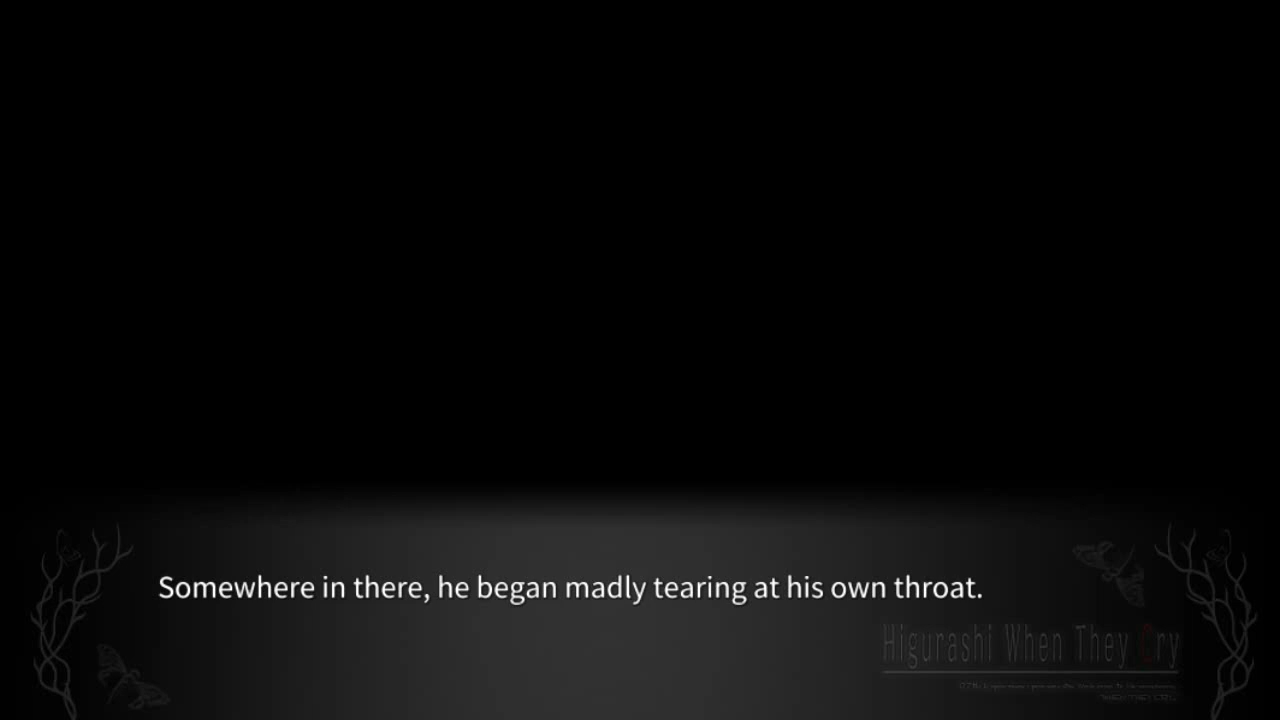 Somewhere in there, he began madly tearing at his own throat.
Higurashi When They Cry